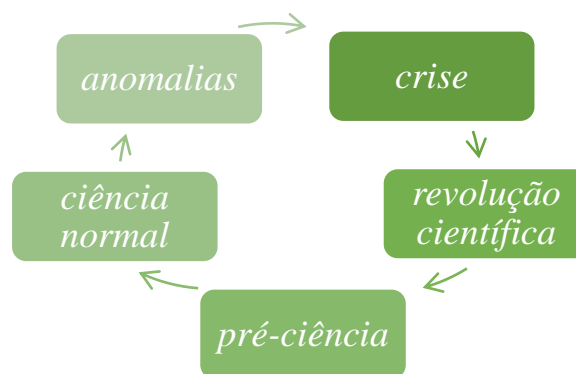 anomalias
crise
ciência
normal
revolução
científica
pré-ciência